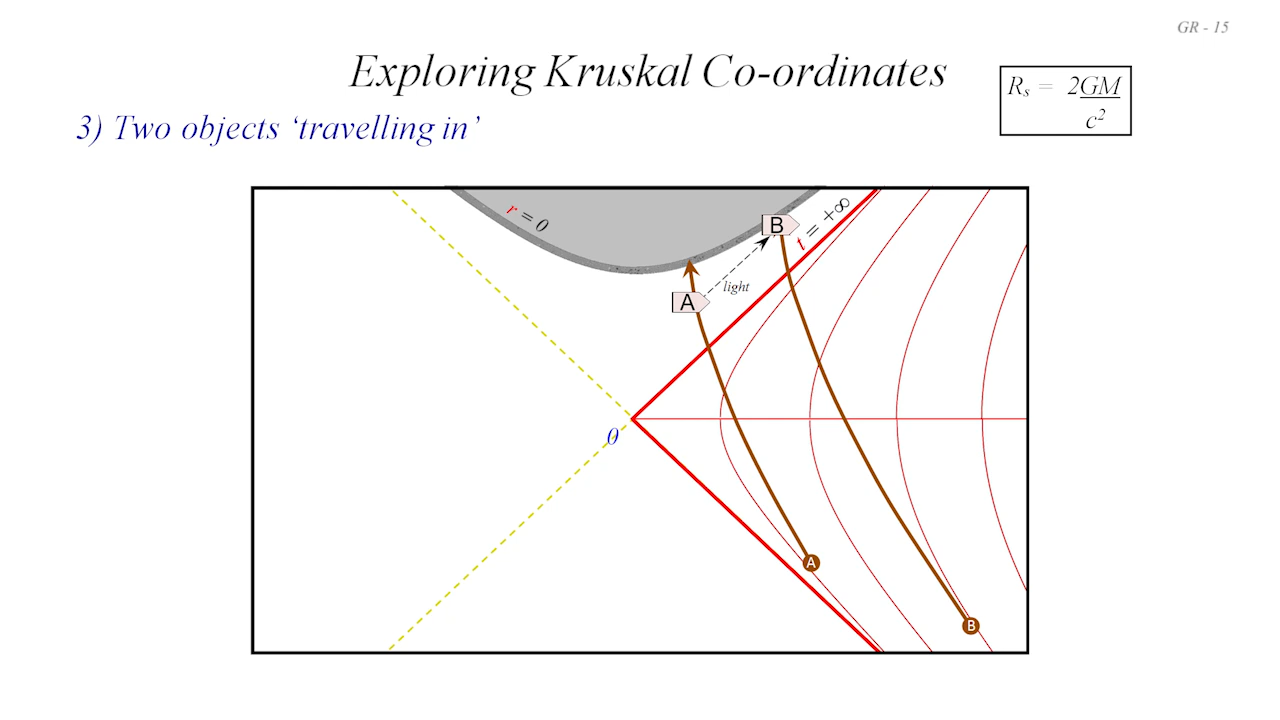 GR - 15
Exploring Kruskal Co-ordinates
Rs = 2GM
c²
3) Two objects ‘travelling in’
r = 0
t = +∞
B
light
A
0
A
B